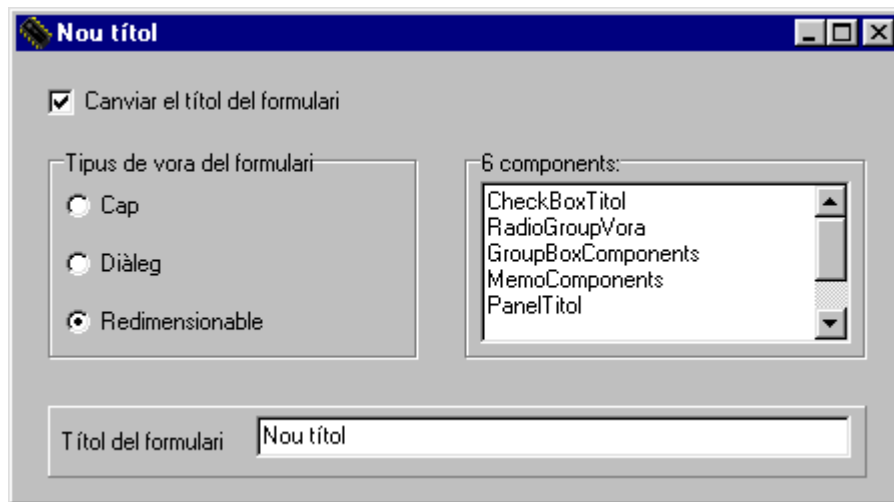 Nou títol
Canviar el títol del formulari
Tipus de vora del formulari
Cap
Diàleg
Redimensionable
6 components:
CheckBoxTitol
RadioGroupVora
GroupBoxComponents
MemoComponents
PanelTitol
Títol del formulari
Nou títol